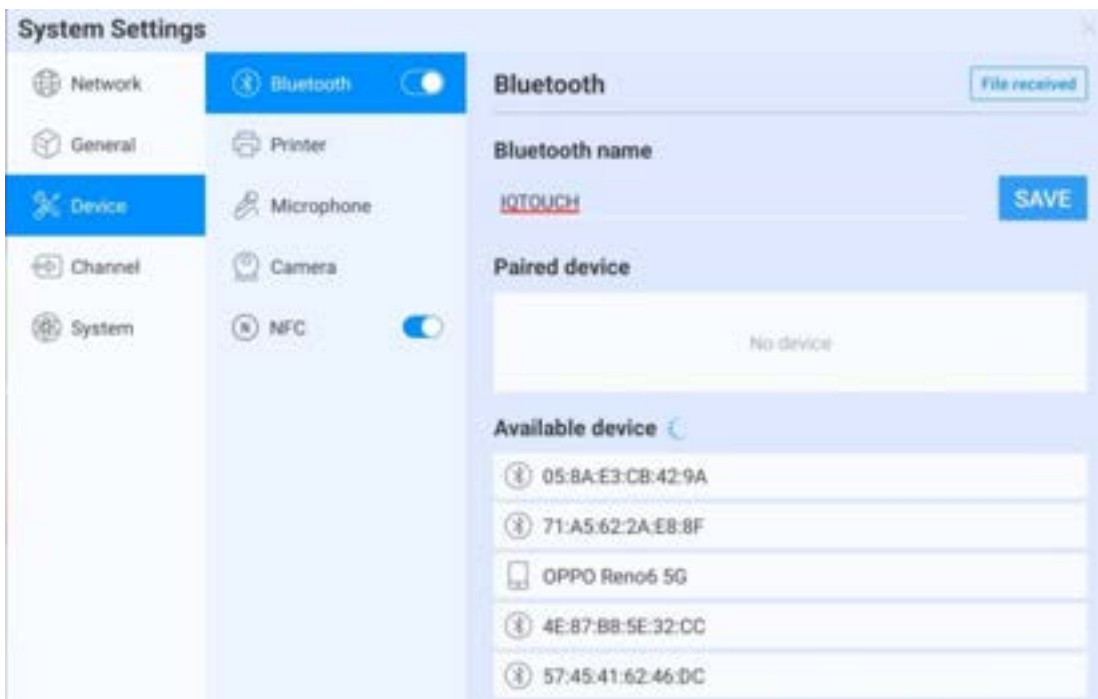 System Settings
Network
General
Device
Channel
System
Bluetooth
Printer
Microphone
Camera
NFC
Bluetooth
File received
Bluetooth name
IQTOUCH
SAVE
Paired device
No device
Available device
05:8A:E3:CB:42:9A
71:A5:62:2A:E8:8F
OPPO Reno6 5G
4E:87:B8:5E:32:CC
57:45:41:62:46:DC